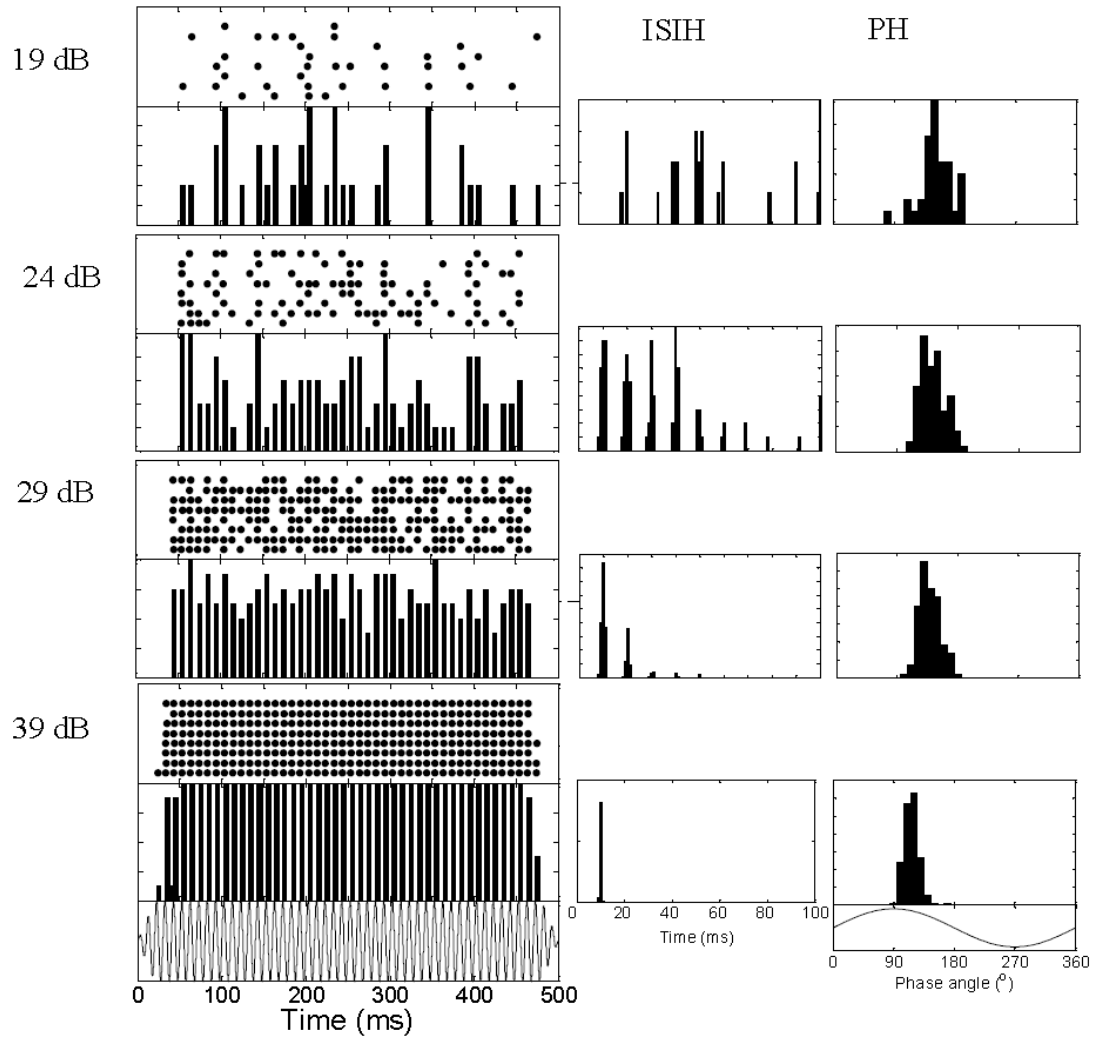 ISIH PH
19 dB
24 dB
29 dB
39 dB
0 20 40 60 80 100
Time (ms)
0 90 180 270 360
Phase angle (o)
0 100 200 300 400 500
Time (ms)